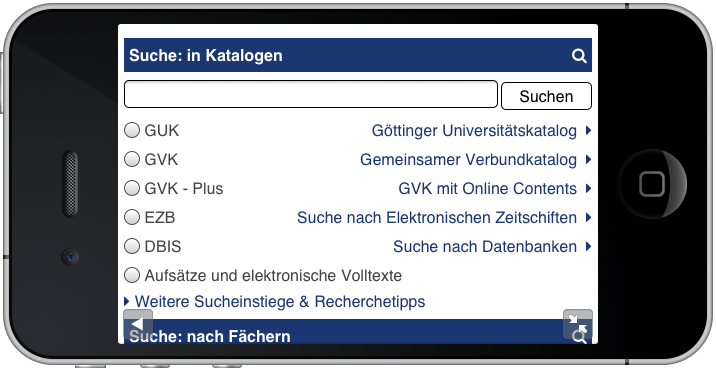 Suche: in Katalogen
Suchen
GUK Göttinger Universitätskatalog
GVK Gemeinsamer Verbundkatalog
GVK - Plus GVK mit Online Contents
EZB Suche nach Elektronischen Zeitschiften
DBIS Suche nach Datenbanken
Aufsätze und elektronische Volltexte
Weitere Sucheinstiege & Recherchetipps
Suche: nach Fächern